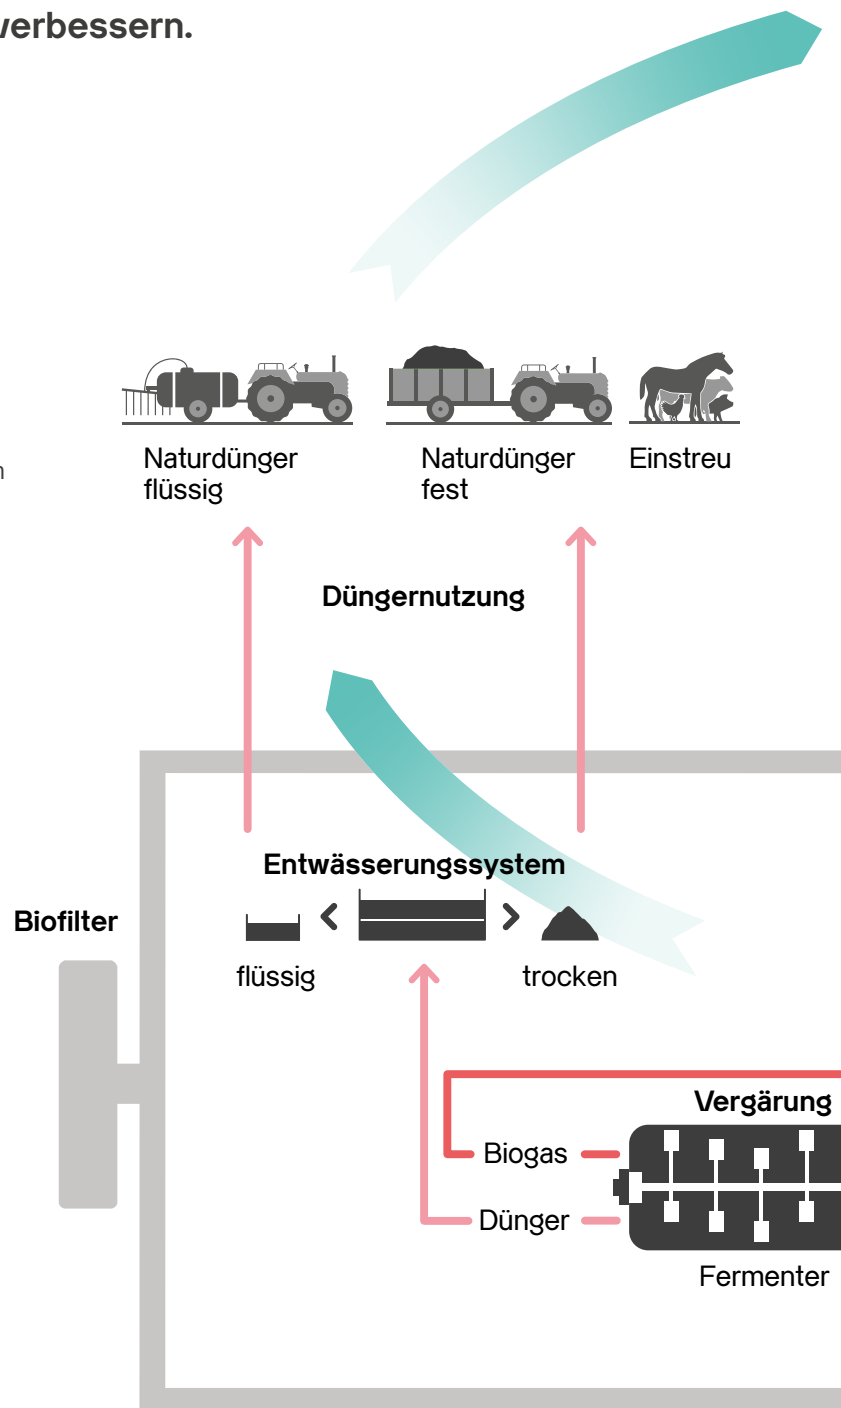 verbessern.
Naturdünger
flüssig
Naturdünger
fest
Einstreu
n
Düngernutzung
Entwässerungssystem
Biofilter
flüssig
trocken
Vergärung
Biogas
Dünger
Fermenter